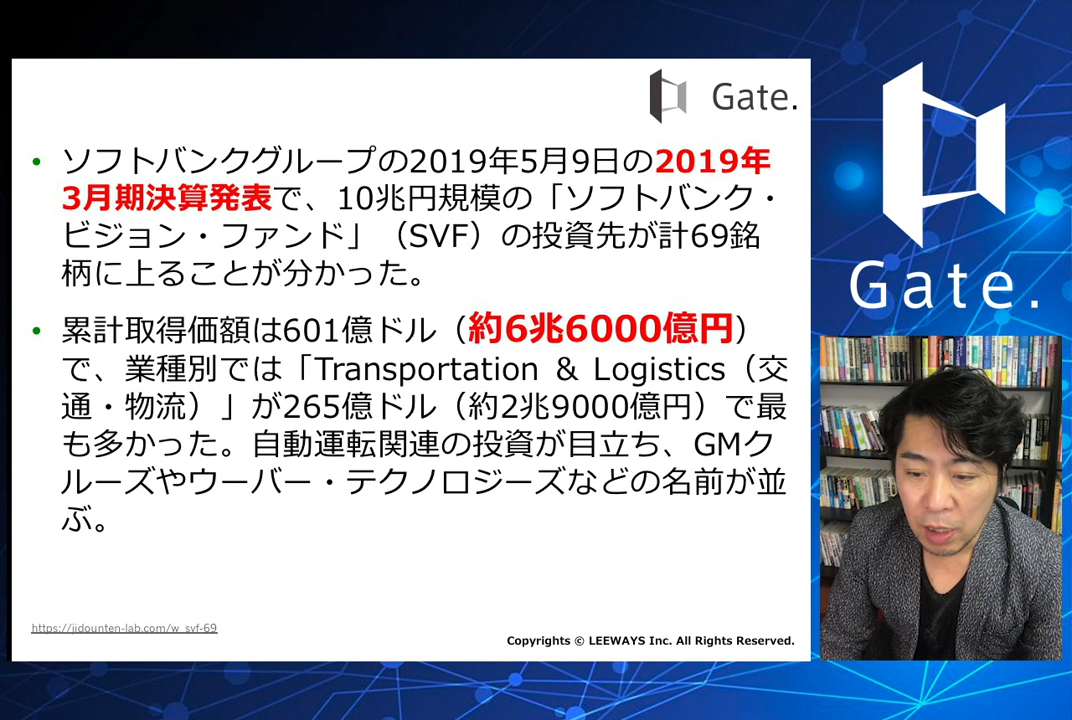 Gate.
・ソフトバンクグループの2019年5月9日の2019年
3月期決算発表で、10兆円規模の「ソフトバンク・
ビジョン・ファンド」（SVF）の投資先が計69銘
柄に上ることが分かった。
・累計取得価額は601億ドル（約6兆6000億円）
で、業種別では「Transportation & Logistics（交
通・物流）」が265億ドル（約2兆9000億円）で最
も多かった。自動運転関連の投資が目立ち、GMク
ルーズやウーバー・テクノロジーズなどの名前が並
ぶ。
https://jidounten-lab.com/w_svf-69
Copyrights © LEEWAYS Inc. All Rights Reserved.
Gate.